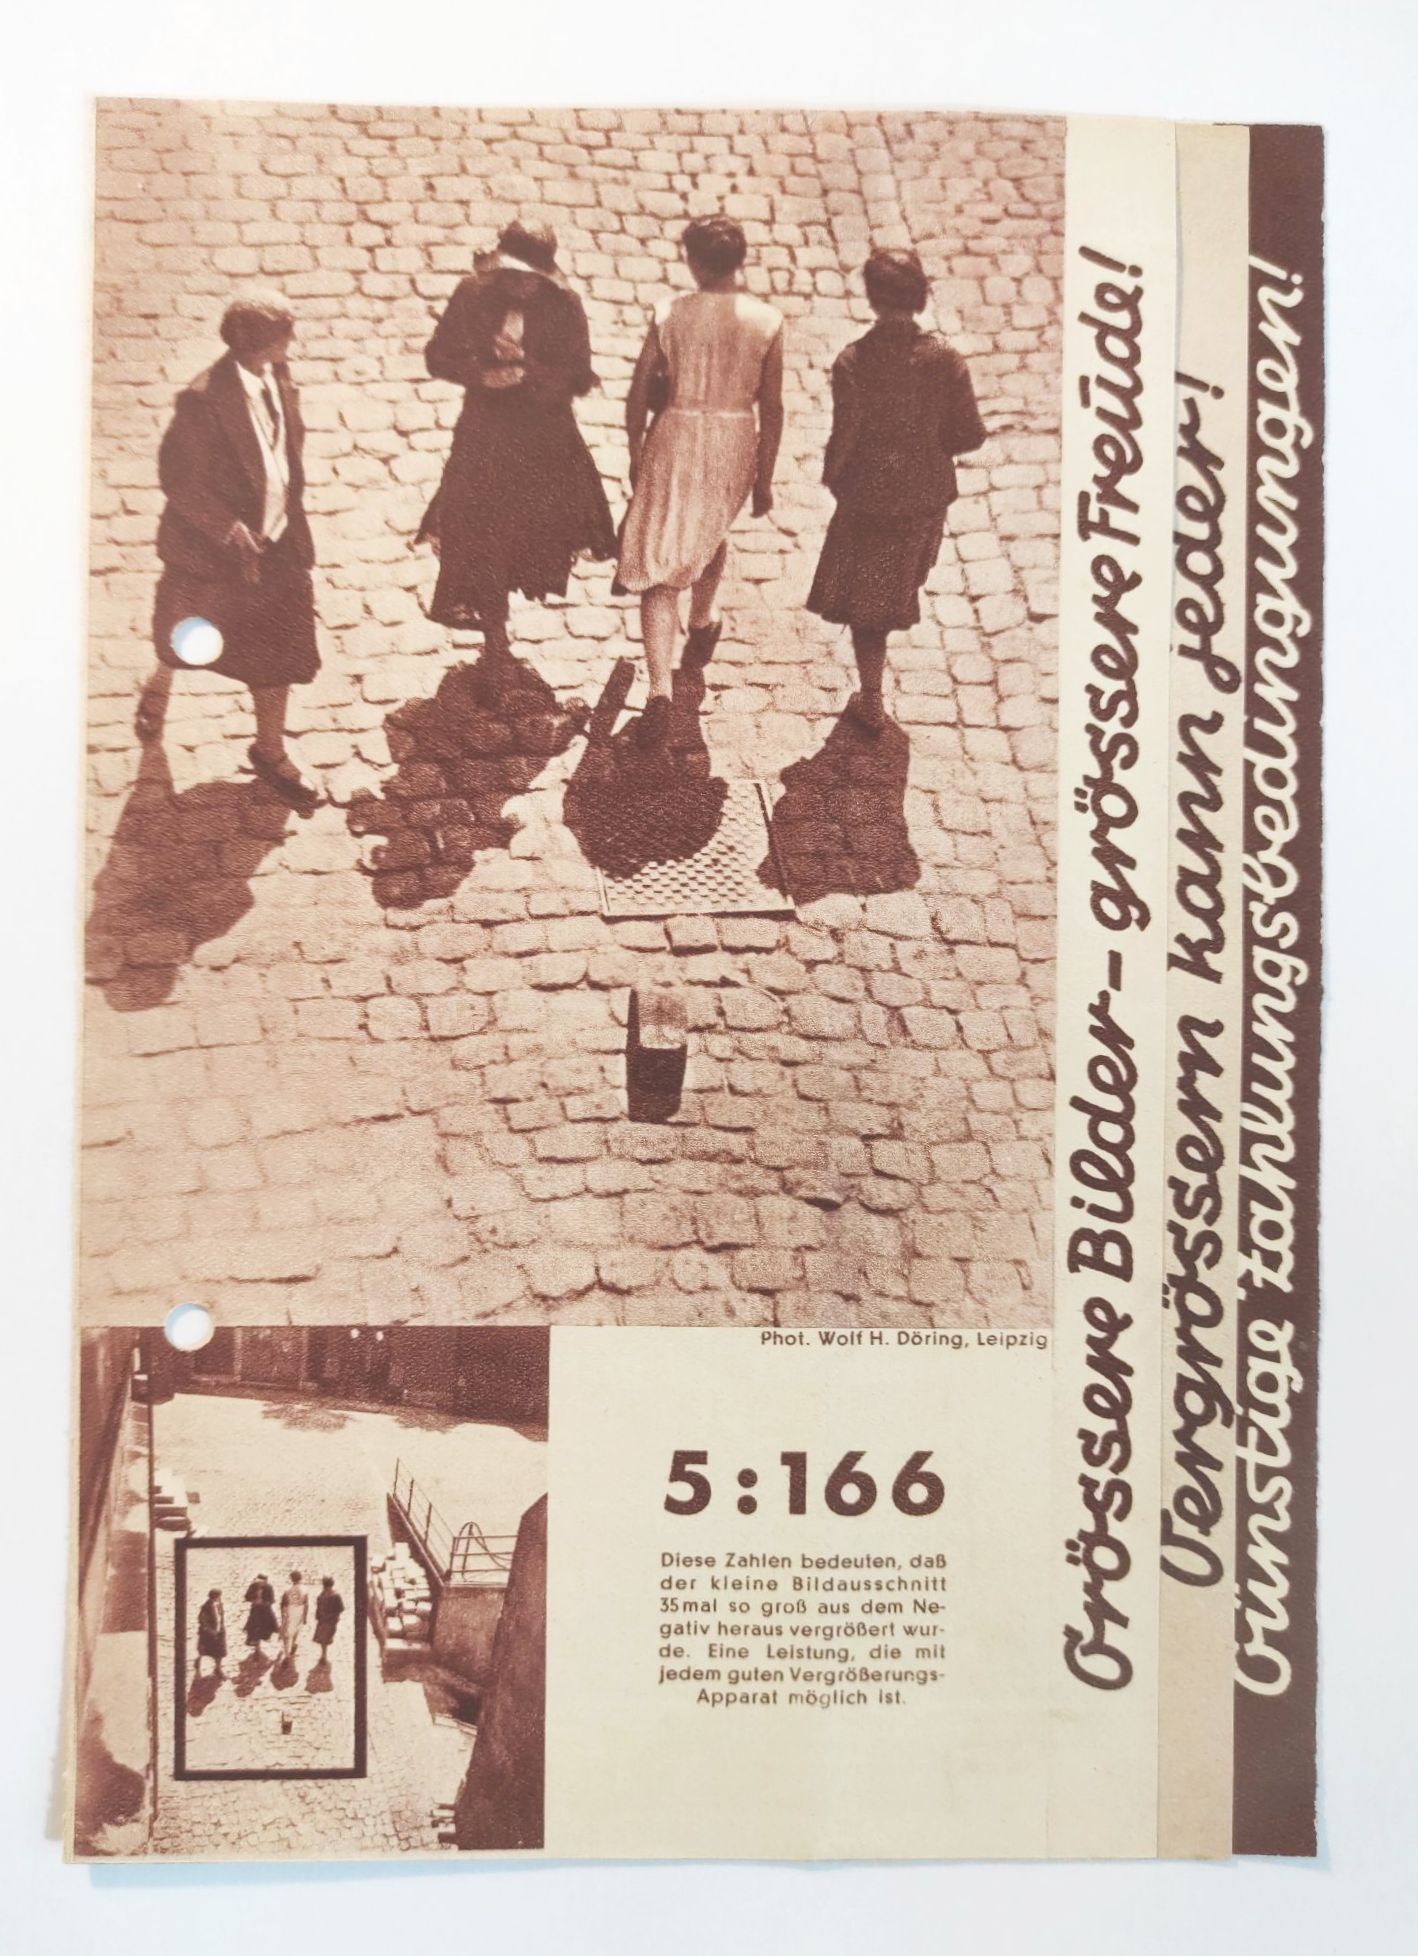 Phot. Wolf H. Döring, Leipzig
5:166
Diese Zahlen bedeuten, daß
der kleine Bildausschnitt
35mal so groß aus dem Ne-
gativ heraus vergrößert wur-
de. Eine Leistung, die mit
jedem guten Vergrößerungs-
Apparat möglich ist.
Grössere Bilder – grössere Freude!
Vergrössern kann jeder!
Günstige Zahlungsbedingungen!